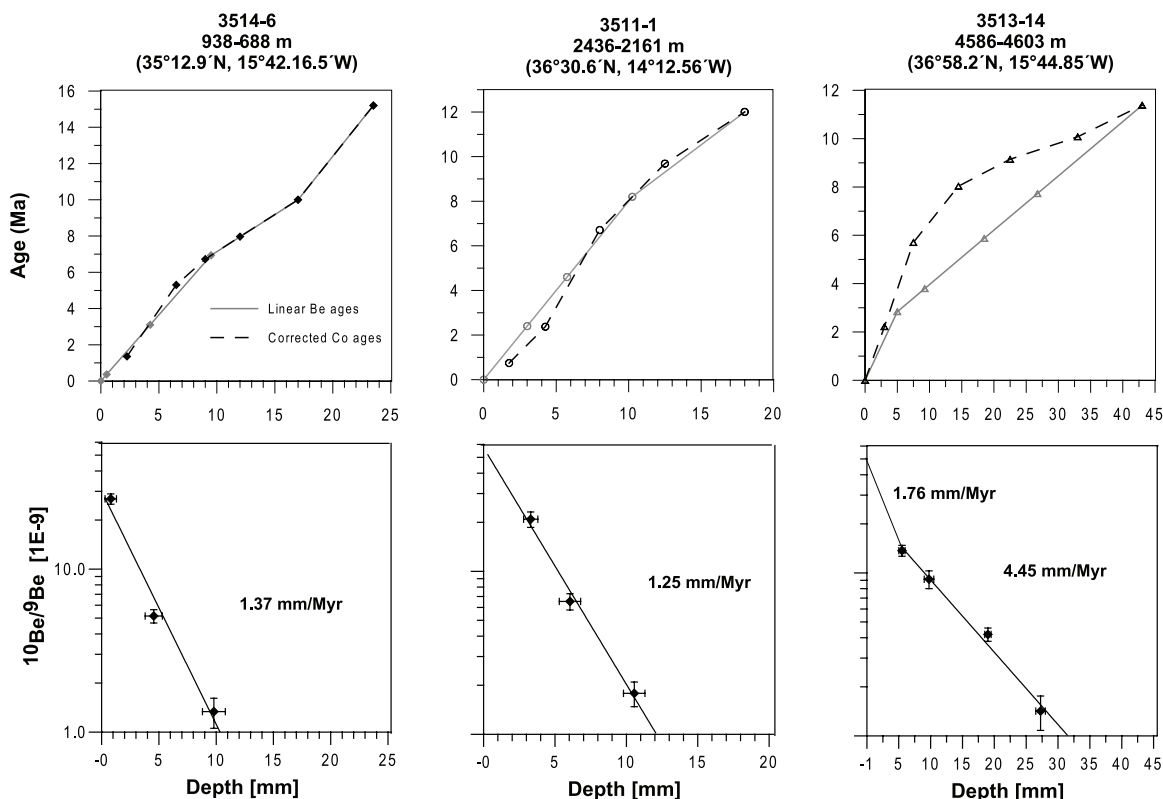 3514-6
938-688 m
(35°12.9´N, 15°42.16.5´W)
3511-1
2436-2161 m
(36°30.6´N, 14°12.56´W)
3513-14
4586-4603 m
(36°58.2´N, 15°44.85´W)
Age (Ma)
16
14
12
10
8
6
4
2
0
0 5 10 15 20 25
Linear Be ages
Corrected Co ages
12
10
8
6
4
2
0
0 5 10 15 20
12
10
8
6
4
2
0
0 5 10 15 20 25 30 35 40 45
10Be/9Be [1E-9]
10.0
1.0
1.37 mm/Myr
-0 5 10 15 20 25
Depth [mm]
1.25 mm/Myr
-0 5 10 15 20
Depth [mm]
1.76 mm/Myr
4.45 mm/Myr
-1 5 10 15 20 25 30 35 40 45
Depth [mm]